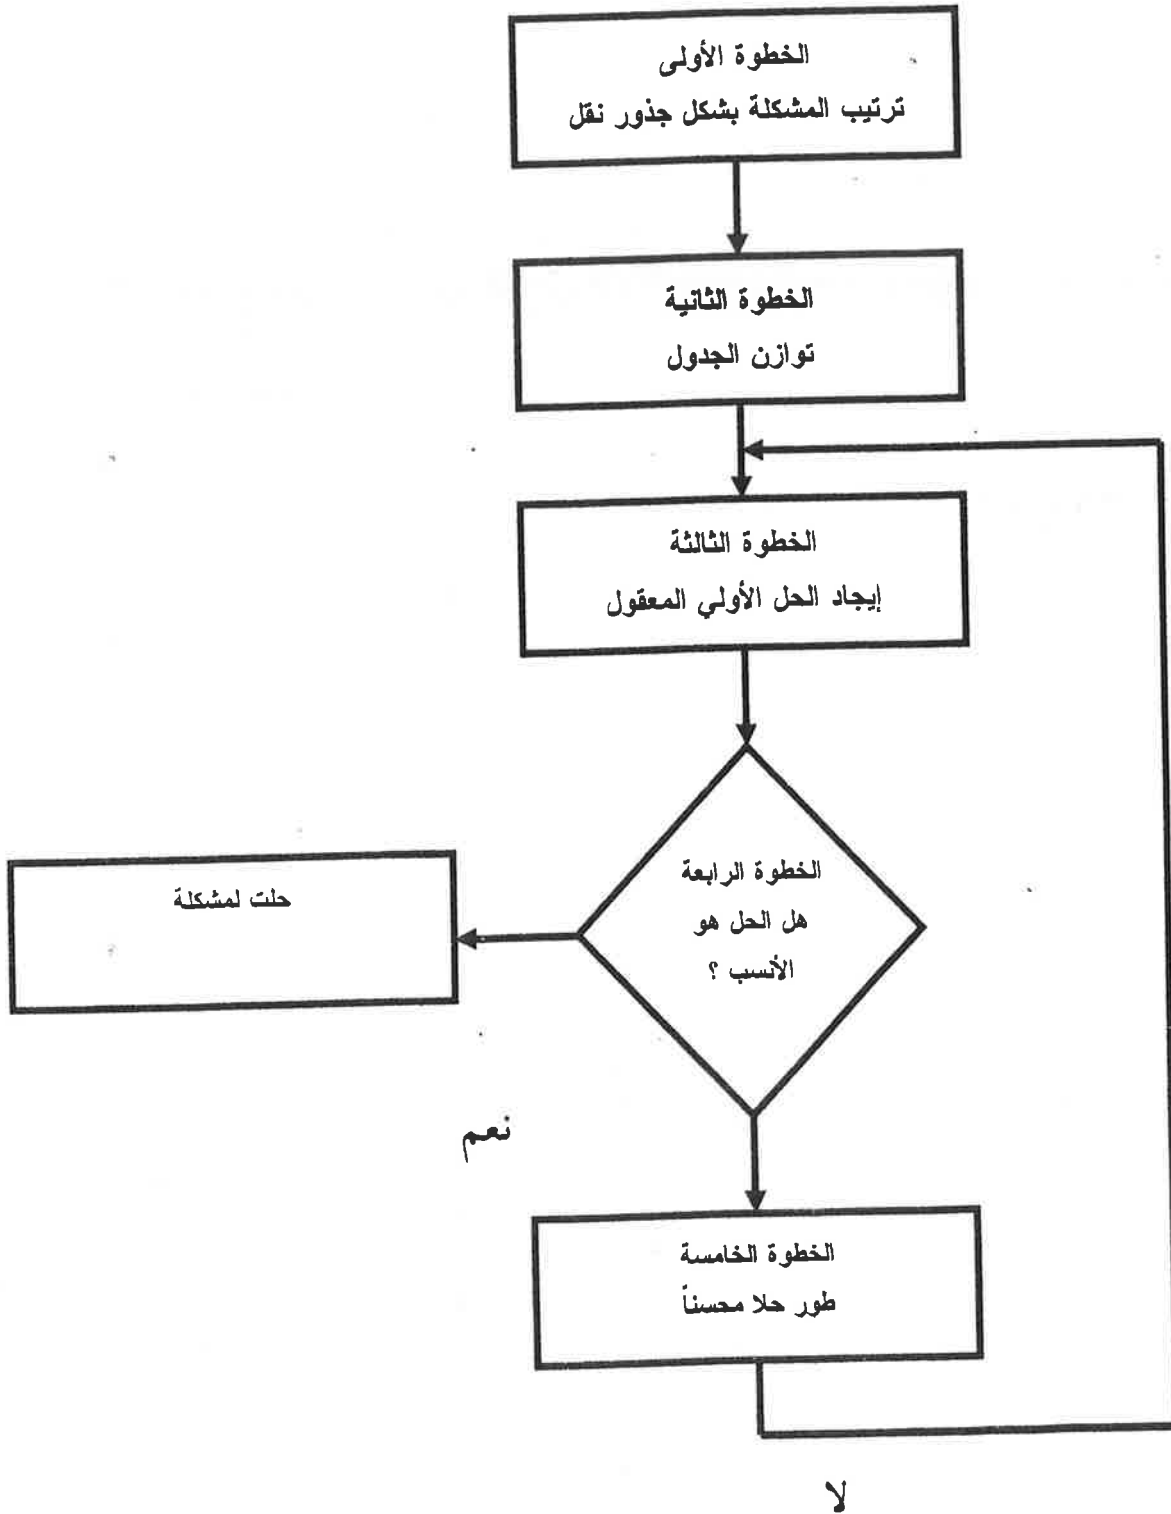 الخطوة الأولى
ترتيب المشكلة بشكل جذور نقل
الخطوة الثانية
توازن الجدول
الخطوة الثالثة
إيجاد الحل الأولي المعقول
الخطوة الرابعة
هل الحل هو
الأنسب ؟
حلت لمشكلة
نعم
الخطوة الخامسة
طور حلا محسناً
لا